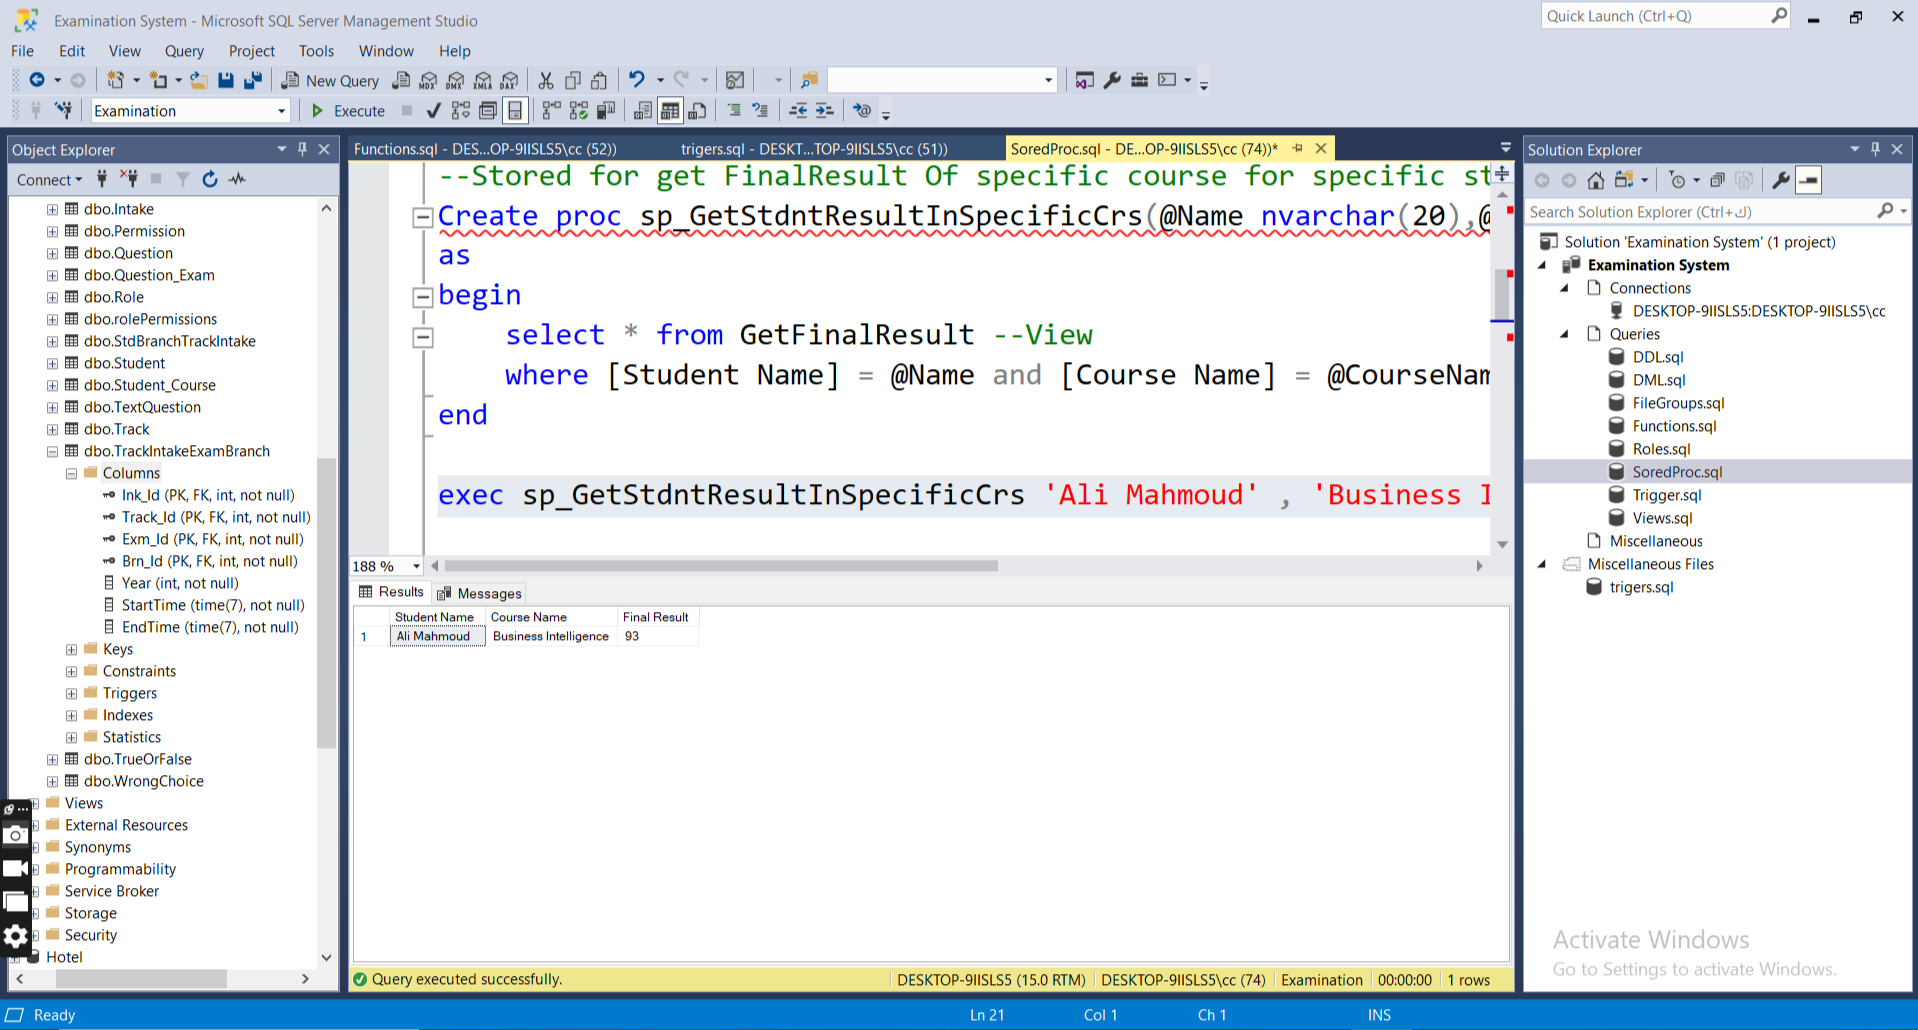 Examination System - Microsoft SQL Server Management Studio
Quick Launch (Ctrl+Q)
File Edit View Query Project Tools Window Help
New Query
MDX DMX XMLA DAX
Examination
Execute
Object Explorer
Connect
dbo.Intake
dbo.Permission
dbo.Question
dbo.Question_Exam
dbo.Role
dbo.rolePermissions
dbo.StdBranchTrackIntake
dbo.Student
dbo.Student_Course
dbo.TextQuestion
dbo.Track
dbo.TrackIntakeExamBranch
Columns
Ink_Id (PK, FK, int, not null)
Track_Id (PK, FK, int, not null)
Exm_Id (PK, FK, int, not null)
Brn_Id (PK, FK, int, not null)
Year (int, not null)
StartTime (time(7), not null)
EndTime (time(7), not null)
Keys
Constraints
Triggers
Indexes
Statistics
dbo.TrueOrFalse
dbo.WrongChoice
Views
External Resources
Synonyms
Programmability
Service Broker
Storage
Security
Hotel
Functions.sql - DES...OP-9IISLS5\cc (52))
trigers.sql - DESKT...TOP-9IISLS5\cc (51))
SoredProc.sql - DE...OP-9IISLS5\cc (74))*
--Stored for get FinalResult Of specific course for specific st
Create proc sp_GetStdntResultInSpecificCrs(@Name nvarchar(20),@
as
begin
select * from GetFinalResult --View
where [Student Name] = @Name and [Course Name] = @CourseNam
end
exec sp_GetStdntResultInSpecificCrs 'Ali Mahmoud' , 'Business I
188 %
Results Messages
Student Name Course Name Final Result
1 Ali Mahmoud Business Intelligence 93
Query executed successfully.
DESKTOP-9IISLS5 (15.0 RTM) DESKTOP-9IISLS5\cc (74) Examination 00:00:00 1 rows
Solution Explorer
Search Solution Explorer (Ctrl+ك)
Solution 'Examination System' (1 project)
Examination System
Connections
DESKTOP-9IISLS5:DESKTOP-9IISLS5\cc
Queries
DDL.sql
DML.sql
FileGroups.sql
Functions.sql
Roles.sql
SoredProc.sql
Trigger.sql
Views.sql
Miscellaneous
Miscellaneous Files
trigers.sql
Activate Windows
Go to Settings to activate Windows.
Ready
Ln 21 Col 1 Ch 1 INS